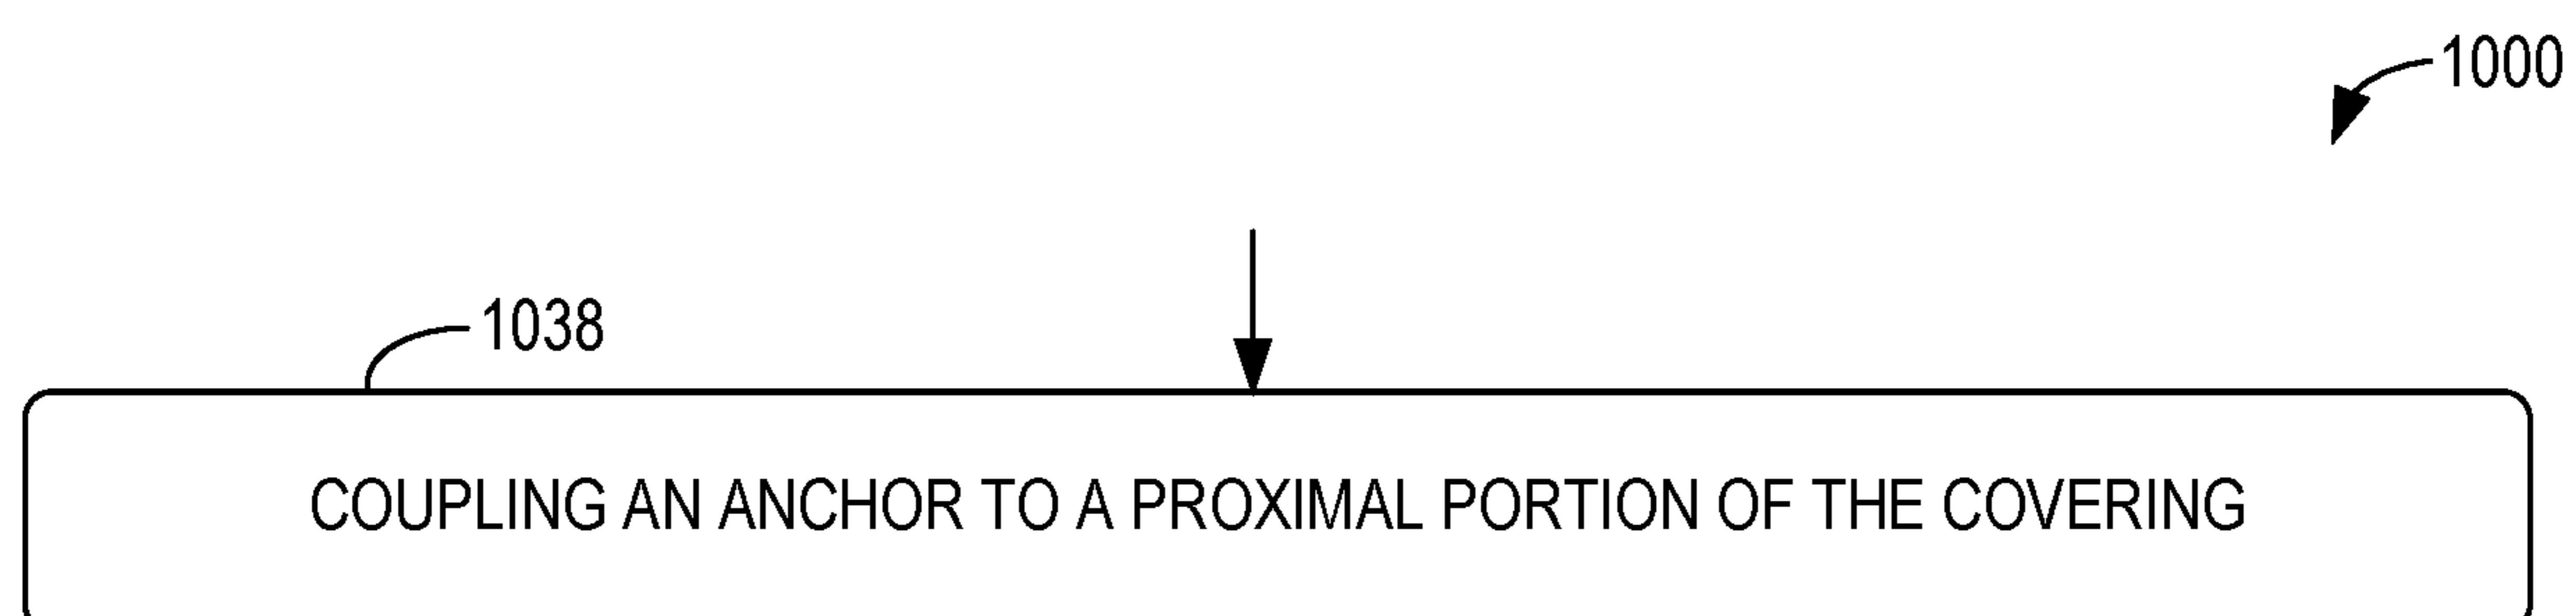 1000
1038
COUPLING AN ANCHOR TO A PROXIMAL PORTION OF THE COVERING